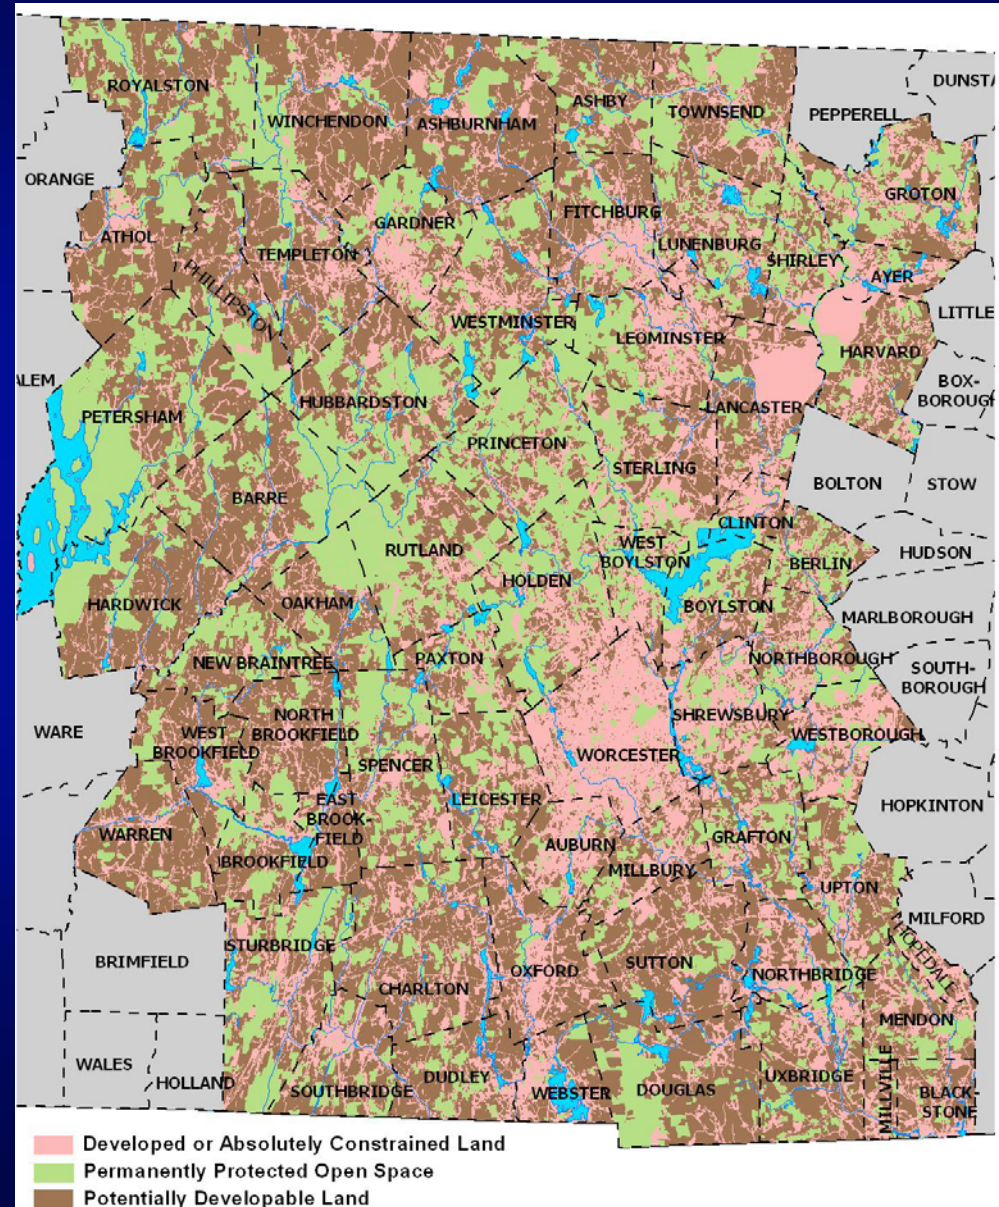 DUNSTA
ROYALSTON
WINCHENDON
ASHBURNHAM
ASHBY
TOWNSEND
PEPPERELL
ORANGE
GROTON
ATHOL
GARDNER
FITCHBURG
TEMPLETON
LUNENBURG
SHIRLEY
AYER
PHILLIPSTON
LITTLE
WESTMINSTER
LEOMINSTER
HARVARD
ALEM
BOX-
BOROUGH
PETERSHAM
HUBBARDSTON
LANCASTER
PRINCETON
STERLING
BARRE
BOLTON
STOW
CLINTON
RUTLAND
WEST
BOYLSTON
HUDSON
BERLIN
HOLDEN
HARDWICK
OAKHAM
BOYLSTON
MARLBOROUGH
NEW BRAINTREE
PAXTON
NORTHBOROUGH
SOUTH-
BOROUGH
WARE
WEST
BROOKFIELD
NORTH
BROOKFIELD
SHREWSBURY
WESTBOROUGH
SPENCER
WORCESTER
LEICESTER
EAST
BROOK-
FIELD
HOPKINTON
WARREN
AUBURN
GRAFTON
BROOKFIELD
MILLBURY
UPTON
MILFORD
BRIMFIELD
STURBRIDGE
HOPEDALE
CHARLTON
OXFORD
SUTTON
NORTHBRIDGE
MENDON
WALES
HOLLAND
SOUTHBRIDGE
DUDLEY
WEBSTER
DOUGLAS
UXBRIDGE
MILLVILLE
BLACK-
STONE
Developed or Absolutely Constrained Land
Permanently Protected Open Space
Potentially Developable Land